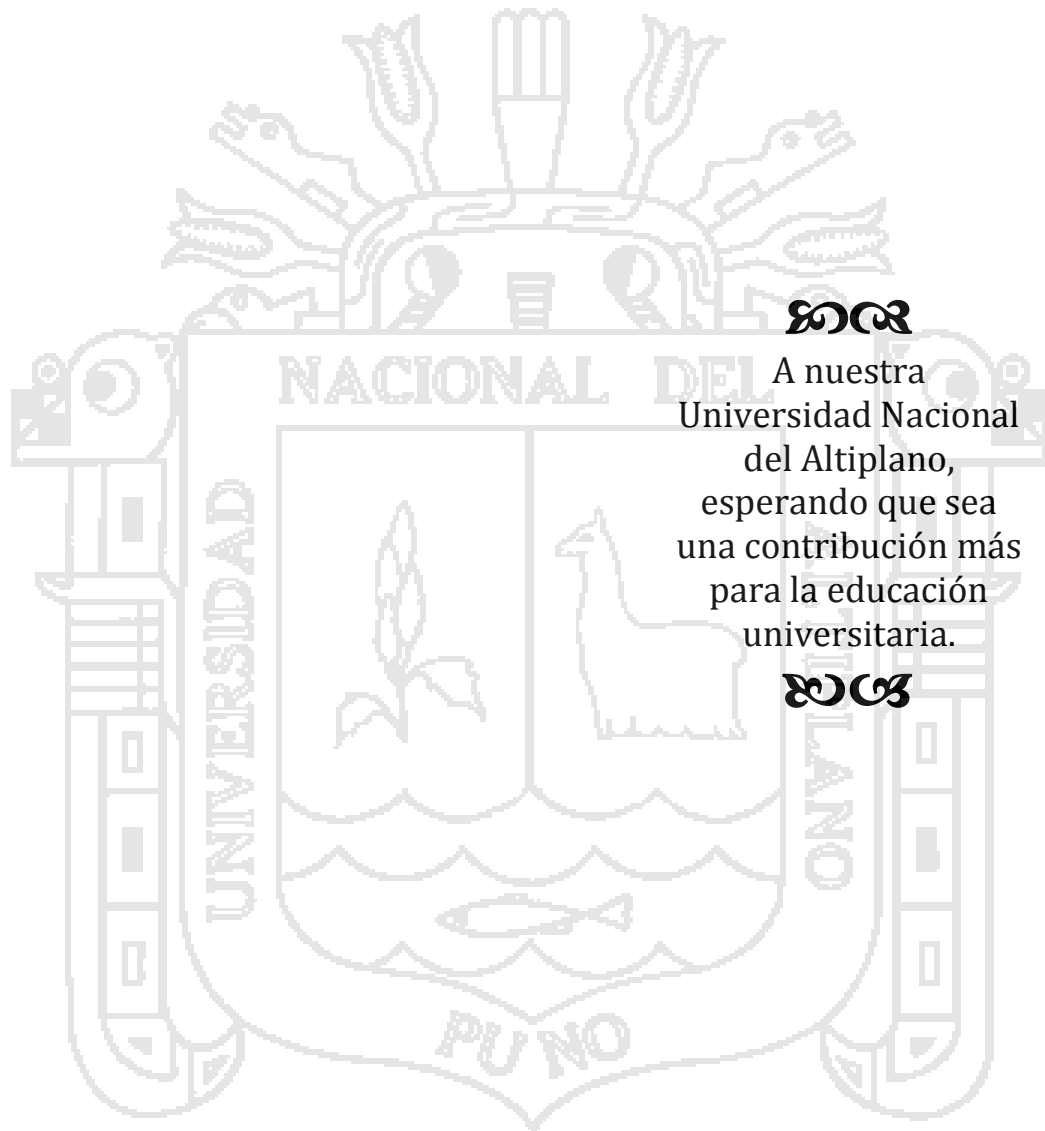 A nuestra
Universidad Nacional
del Altiplano,
esperando que sea
una contribución más
para la educación
universitaria.
NACIONAL DEL
UNIVERSIDAD
ALTIPLANO
PUNO